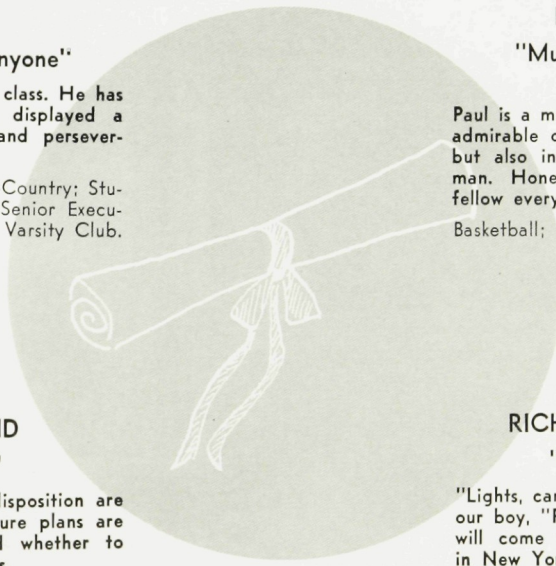 nyone"
class. He has
displayed a
and persever-
Country; Stu-
Senior Execu-
Varsity Club.
"Mu
Paul is a m
admirable
but also in
man. Hone
fellow every
Basketball;
ID
disposition are
ure plans are
whether to
RICH
"Lights, ca
our boy, "
will come
in New Yo